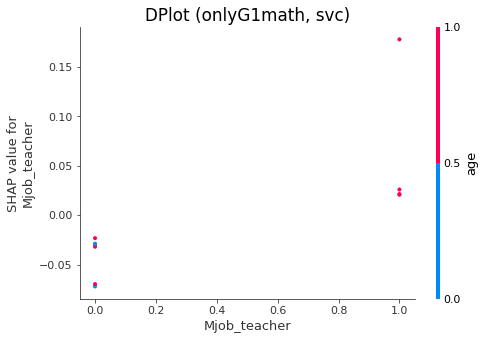 DPlot (onlyG1math, svc)
SHAP value for
Mjob_teacher
0.15
0.10
0.05
0.00
−0.05
0.0
0.2
0.4
0.6
0.8
1.0
Mjob_teacher
1.0
0.5
0.0
age